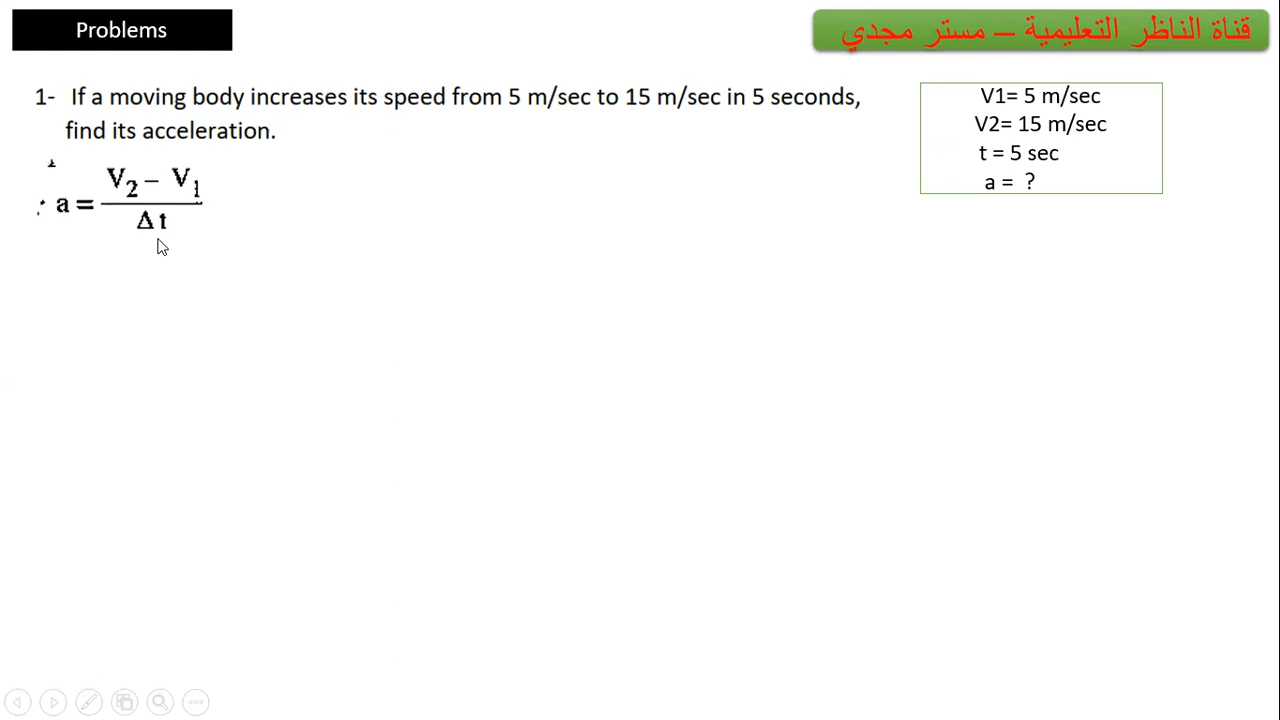 Problems
قناة الناظر التعليمية – مستر مجدي
1- If a moving body increases its speed from 5 m/sec to 15 m/sec in 5 seconds,
find its acceleration.
V1= 5 m/sec
V2= 15 m/sec
t = 5 sec
a = ?
a = V₂ – V₁
Δ t